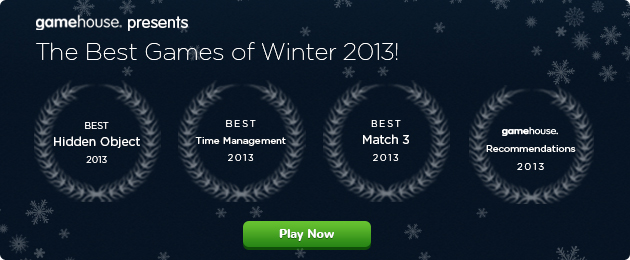 gamehouse. presents
The Best Games of Winter 2013!
BEST
Hidden Object
2013
BEST
Time Management
2013
BEST
Match 3
2013
gamehouse.
Recommendations
2013
Play Now